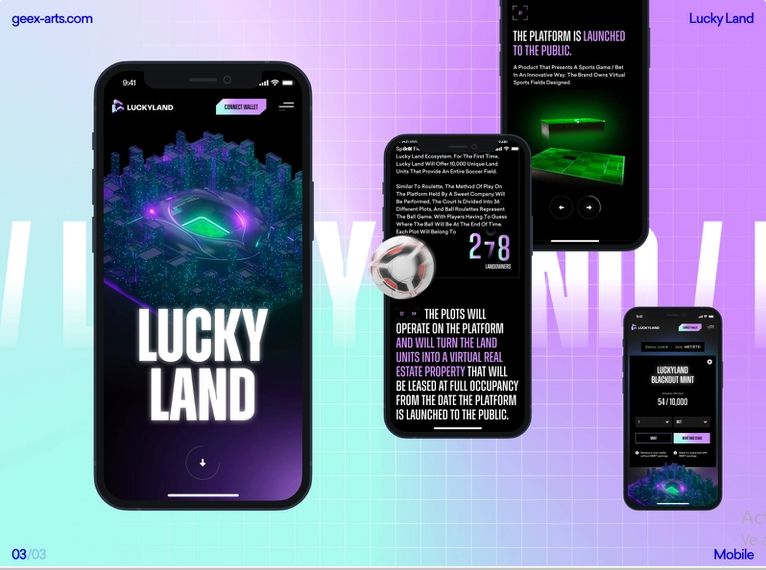 geex-arts.com
Lucky Land
9:41
LUCKYLAND
CONNECT WALLET
LUCKY
LAND
Lucky Land Ecosystem. For The First Time,
Lucky Land Will Offer 10,000 Unique Land
Units That Provide An Entire Soccer Field.
Similar To Roulette, The Method Of Play On
The Platform Held By A Sweet Company Will
Be Performed, The Court Is Divided Into 36
Different Plots, And Ball Roulettes Represent
The Ball Game, With Players Having To Guess
Where The Ball Will Be At The End Of Time.
Each Plot Will Belong To
278
LANDOWNERS
THE PLOTS WILL
OPERATE ON THE PLATFORM
AND WILL TURN THE LAND
UNITS INTO A VIRTUAL REAL
ESTATE PROPERTY THAT WILL
BE LEASED AT FULL OCCUPANCY
FROM THE DATE THE PLATFORM
IS LAUNCHED TO THE PUBLIC.
THE PLATFORM IS LAUNCHED
TO THE PUBLIC.
A Product That Presents A Sports Game / Bet
In An Innovative Way. The Brand Owns Virtual
Sports Fields Designed.
LUCKYLAND
LUCKYLAND
BLACKOUT MINT
54 / 10,000
03/03
Mobile